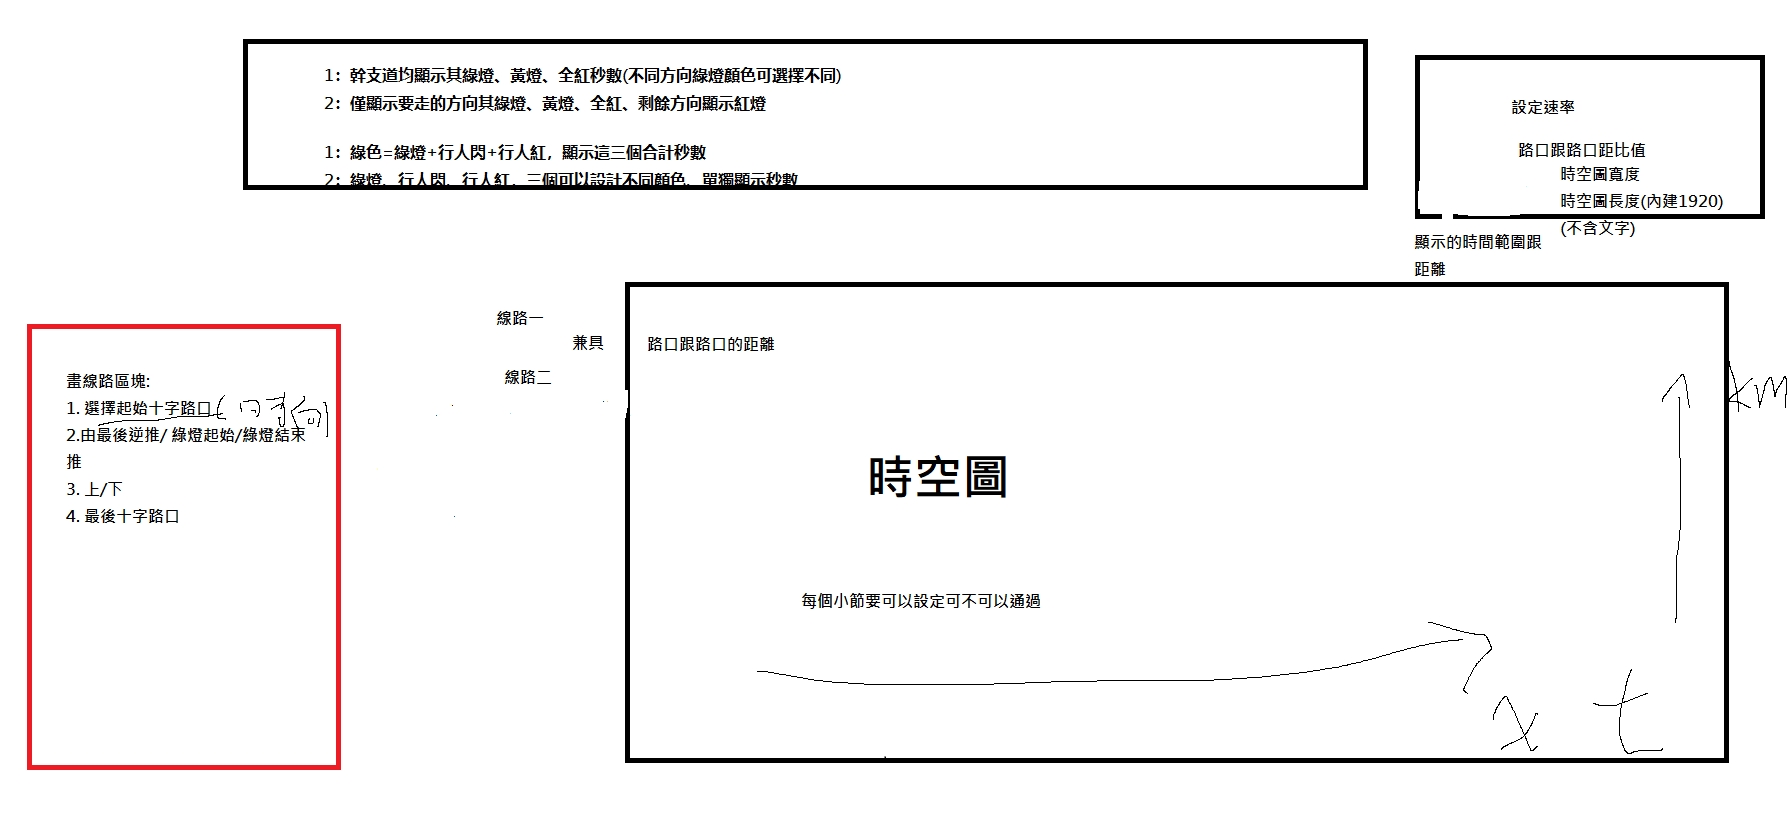 1：幹支道均顯示其綠燈、黃燈、全紅秒數(不同方向綠燈顏色可選擇不同)
2：僅顯示要走的方向其綠燈、黃燈、全紅、剩餘方向顯示紅燈
1：綠色=綠燈+行人閃+行人紅，顯示這三個合計秒數
2：綠燈、行人閃、行人紅，三個可以設計不同顏色、單獨顯示秒數
設定速率
路口跟路口距比值
時空圖寬度
時空圖長度(內建1920)
(不含文字)
顯示的時間範圍跟
距離
線路一
兼具
線路二
路口跟路口的距離
畫線路區塊:
1. 選擇起始十字路口
2.由最後逆推/ 綠燈起始/綠燈結束
推
3. 上/下
4. 最後十字路口
時空圖
km
每個小節要可以設定可不可以通過
x
t